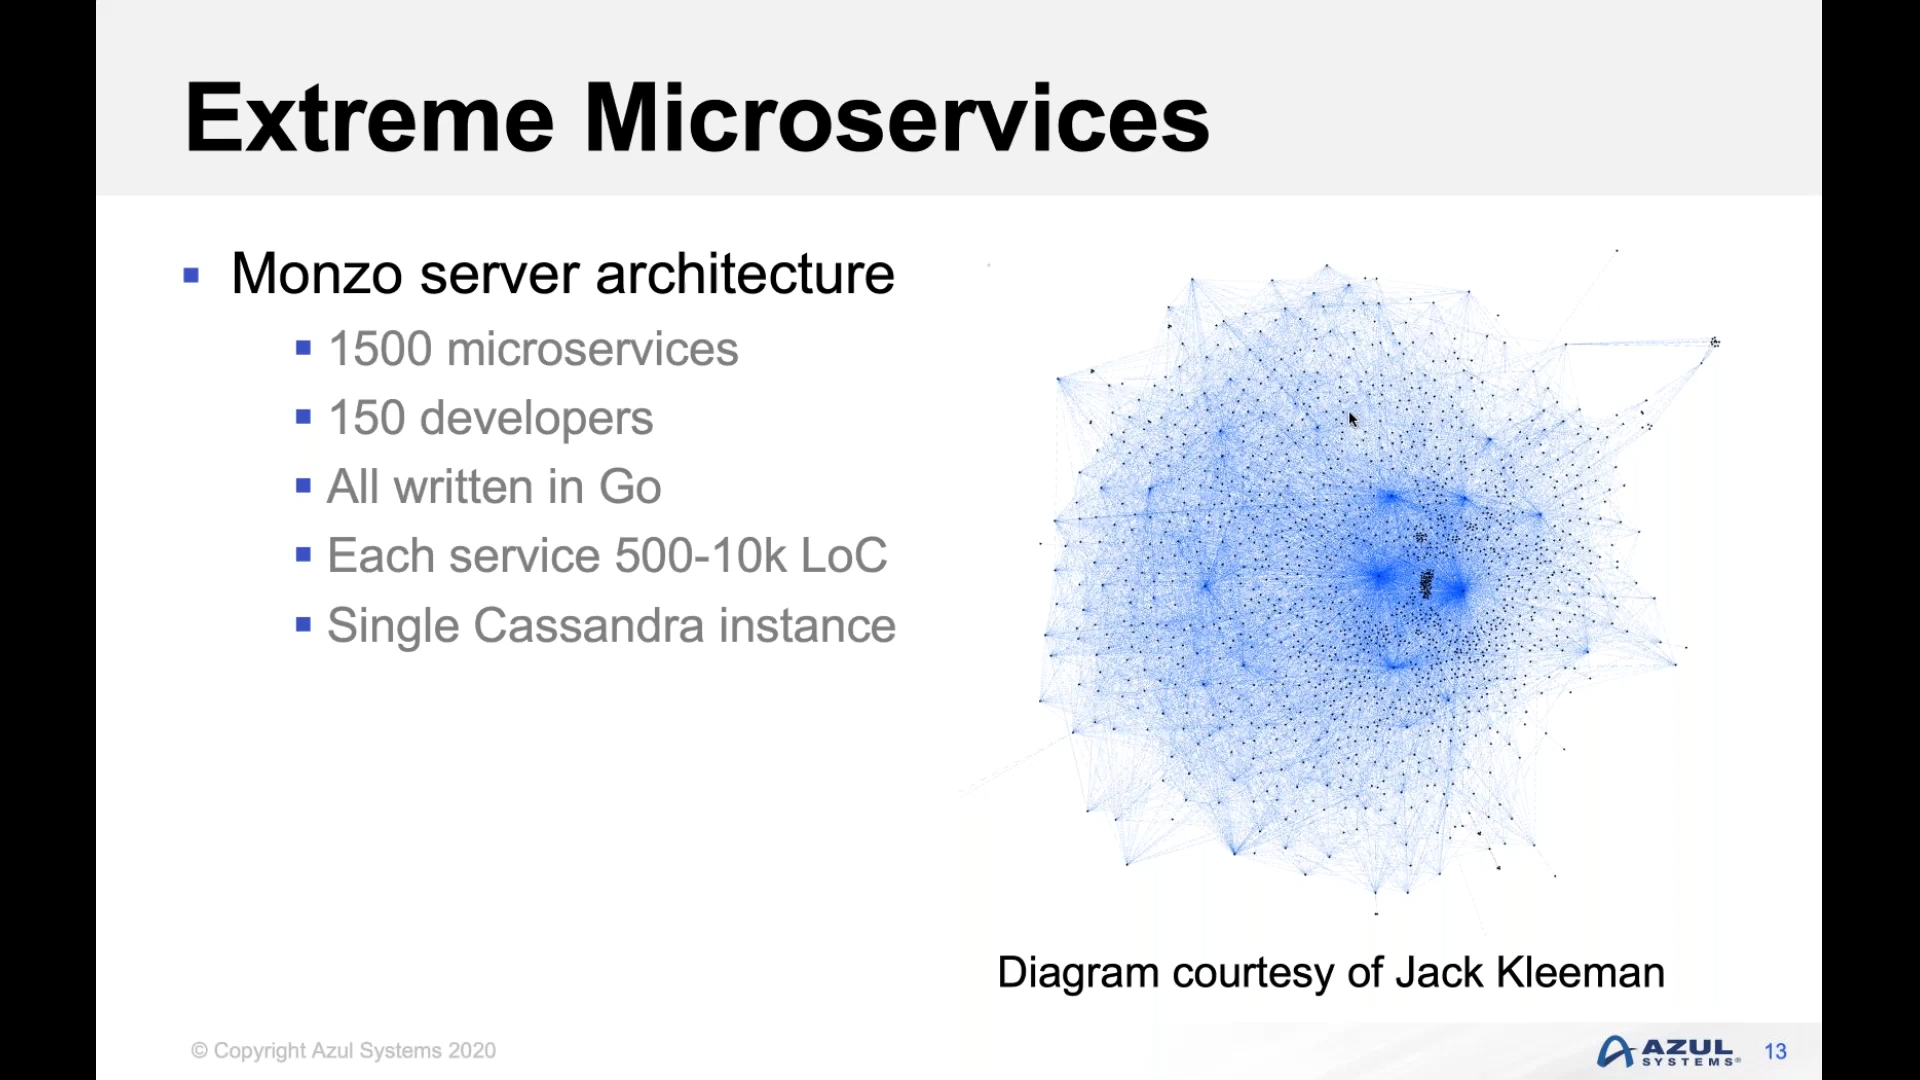 Extreme Microservices
Monzo server architecture
1500 microservices
150 developers
All written in Go
Each service 500-10k LoC
Single Cassandra instance
Diagram courtesy of Jack Kleeman
© Copyright Azul Systems 2020
AZUL
SYSTEMS®
13